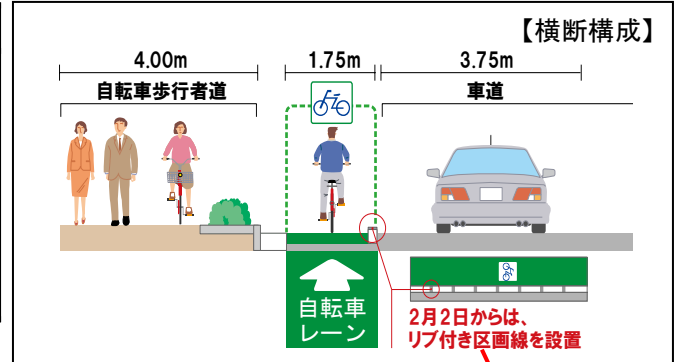 【横断構成】
4.00m
1.75m
3.75m
自転車歩行者道
車道
自転車
レーン
2月2日からは、
リブ付き区画線を設置